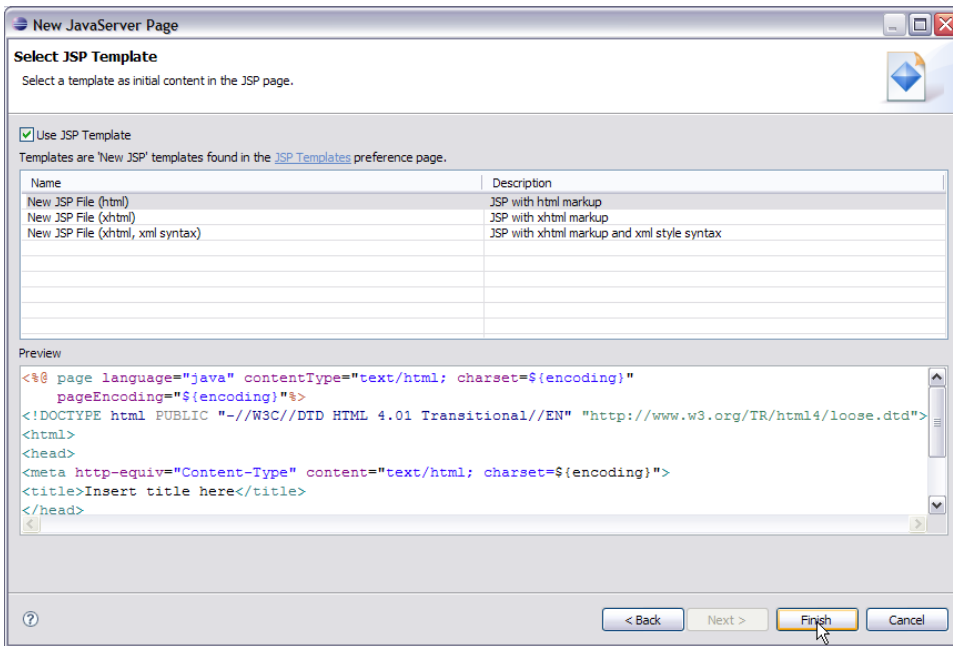 New JavaServer Page
Select JSP Template
Select a template as initial content in the JSP page.
Use JSP Template
Templates are 'New JSP' templates found in the JSP Templates preference page.
Name Description
New JSP File (html) JSP with html markup
New JSP File (xhtml) JSP with xhtml markup
New JSP File (xhtml, xml syntax) JSP with xhtml markup and xml style syntax
Preview
<%@ page language="java" contentType="text/html; charset=${encoding}"
    pageEncoding="${encoding}"%>
<!DOCTYPE html PUBLIC "-//W3C//DTD HTML 4.01 Transitional//EN" "http://www.w3.org/TR/html4/loose.dtd">
<html>
<head>
<meta http-equiv="Content-Type" content="text/html; charset=${encoding}">
<title>Insert title here</title>
</head>
? < Back Next > Finish Cancel